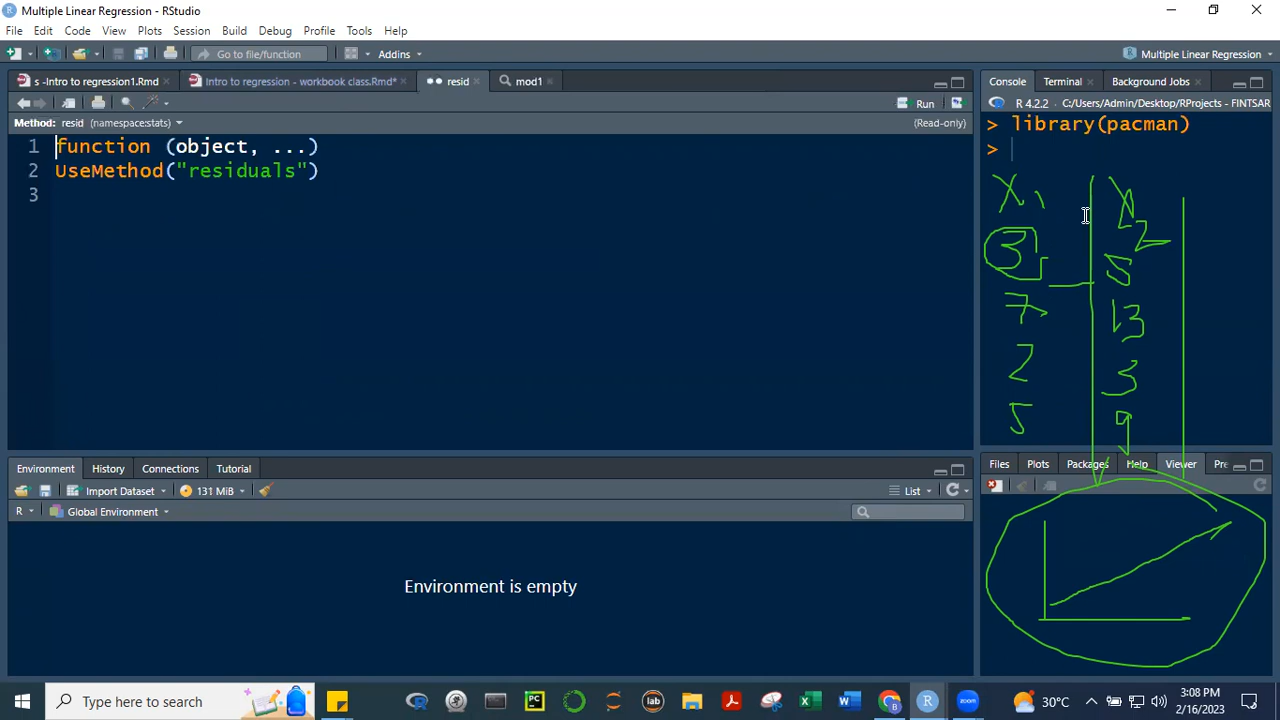 Multiple Linear Regression - RStudio
File Edit Code View Plots Session Build Debug Profile Tools Help
Go to file/function Addins Multiple Linear Regression
s -Intro to regression1.Rmd Intro to regression - workbook class.Rmd* resid mod1
Run
Method: resid (namespace:stats) (Read-only)
1 function (object, ...)
2 UseMethod("residuals")
3
Environment History Connections Tutorial
Import Dataset 131 MiB List
R Global Environment
Environment is empty
Console Terminal Background Jobs
R 4.2.2 · C:/Users/Admin/Desktop/RProjects - FINTSAR
> library(pacman)
>
X1 X2
3 5
7 13
2 3
5 9
Files Plots Packages Help Viewer Pre
Type here to search
PC
lab
zoom
30°C
3:08 PM
2/16/2023